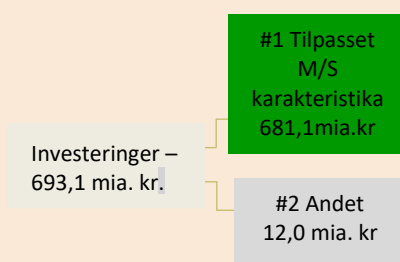 #1 Tilpasset
M/S
karakteristika
681,1mia.kr
Investeringer –
693,1 mia. kr.
#2 Andet
12,0 mia. kr